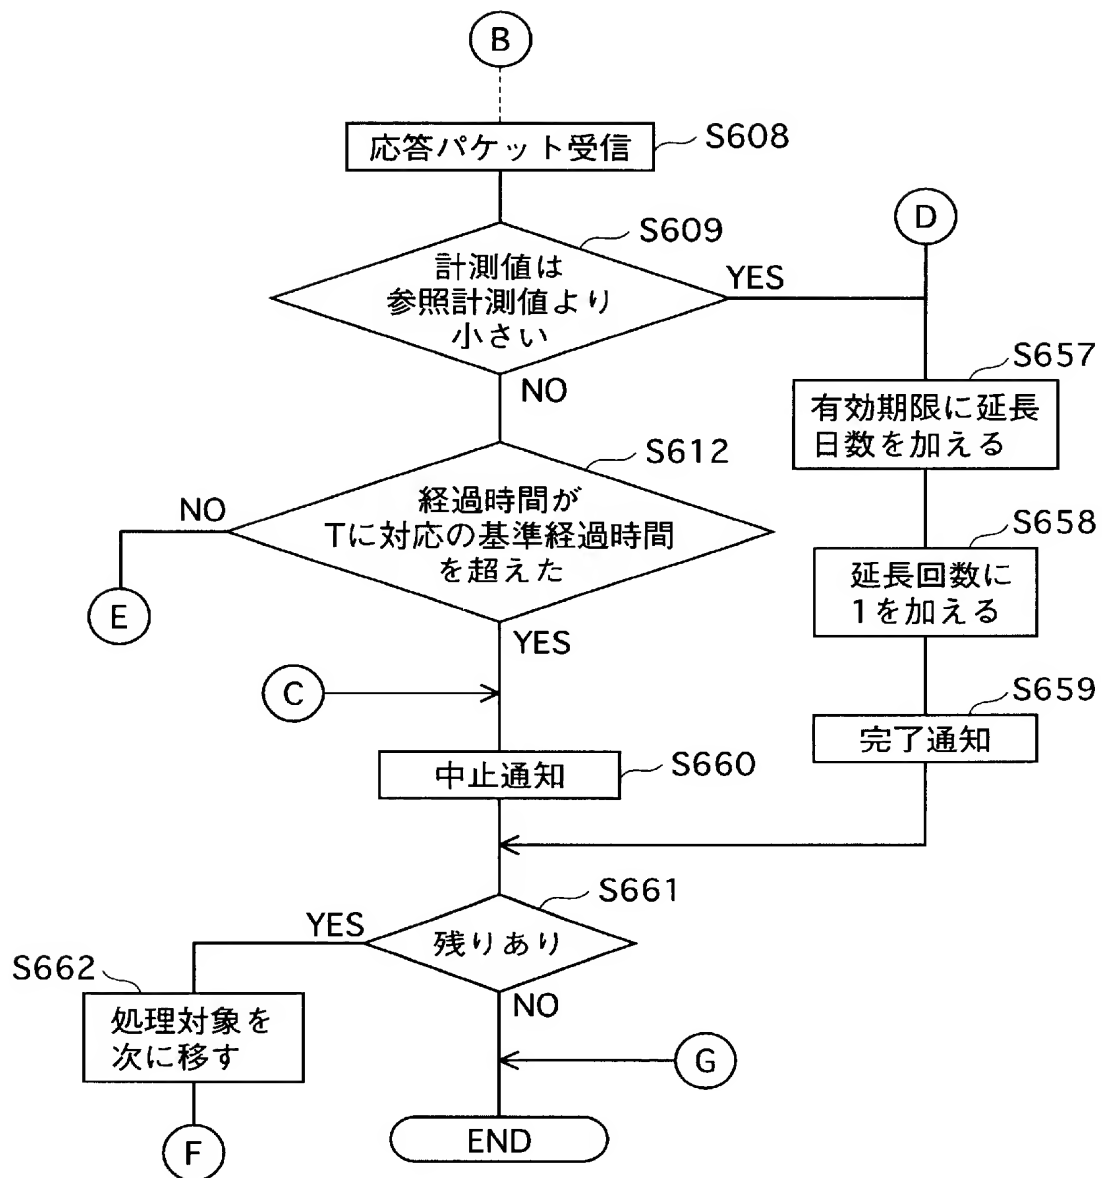 B
応答パケット受信
S608
D
S609
計測値は
参照計測値より
小さい
YES
NO
S657
有効期限に延長
日数を加える
S612
経過時間が
Tに対応の基準経過時間
を超えた
NO
E
YES
S658
延長回数に
1を加える
C
S659
完了通知
中止通知
S660
S661
残りあり
YES
NO
S662
処理対象を
次に移す
G
F
END